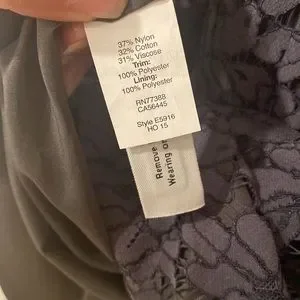 37% Nylon
32% Cotton
31% Viscose
Trim:
100% Polyester
Lining:
100% Polyester
RN77388
CA56445
Style E5916
HO 15
Remove
Wearing or